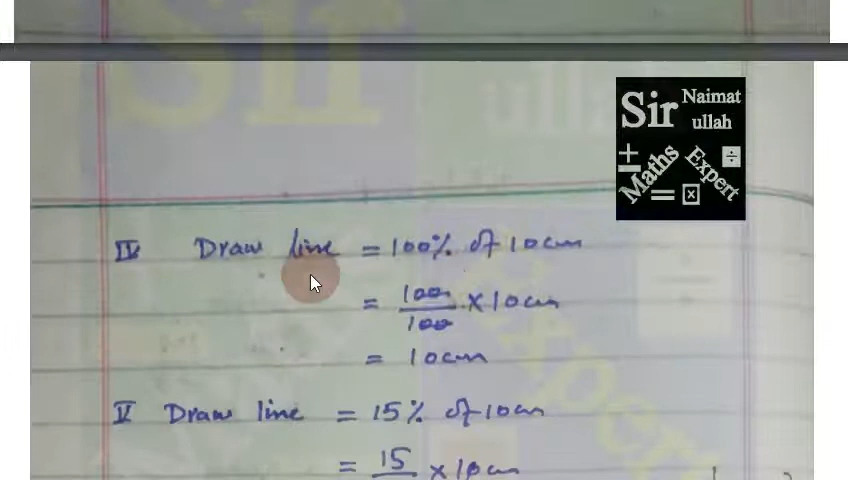 Sir Naimat ullah
Maths Expert
IV Draw line = 100% of 10cm
= 100/100 × 10cm
= 10cm
V Draw line = 15% of 10cm
= 15 × 10cm